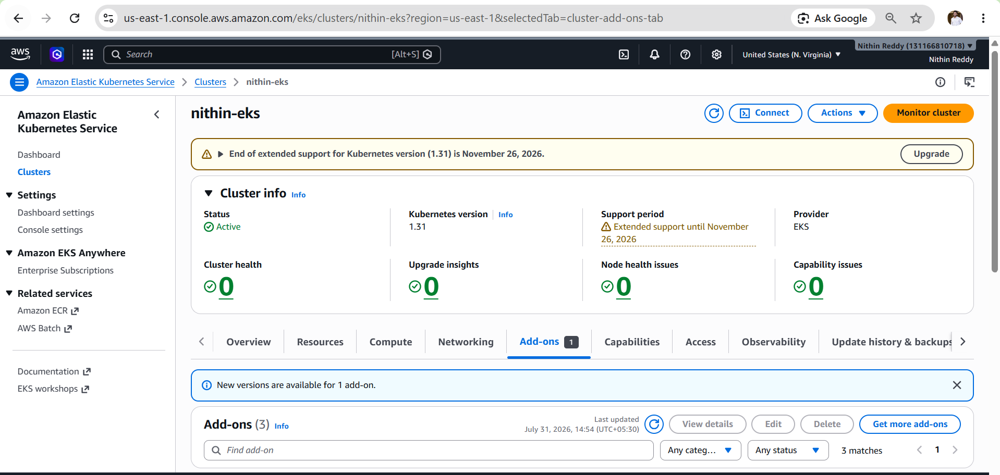 us-east-1.console.aws.amazon.com/eks/clusters/nithin-eks?region=us-east-1&selectedTab=cluster-add-ons-tab
Ask Google
aws
Search
[Alt+S]
United States (N. Virginia)
Nithin Reddy (131166810718)
Nithin Reddy
Amazon Elastic Kubernetes Service
Clusters
nithin-eks
Amazon Elastic
Kubernetes Service
Dashboard
Clusters
Settings
Dashboard settings
Console settings
Amazon EKS Anywhere
Enterprise Subscriptions
Related services
Amazon ECR
AWS Batch
Documentation
EKS workshops
nithin-eks
Connect
Actions
Monitor cluster
End of extended support for Kubernetes version (1.31) is November 26, 2026.
Upgrade
Cluster info Info
Status
Active
Kubernetes version Info
1.31
Support period
Extended support until November
26, 2026
Provider
EKS
Cluster health
0
Upgrade insights
0
Node health issues
0
Capability issues
0
Overview
Resources
Compute
Networking
Add-ons 1
Capabilities
Access
Observability
Update history & backups
New versions are available for 1 add-on.
Add-ons (3) Info
Last updated
July 31, 2026, 14:54 (UTC+05:30)
View details
Edit
Delete
Get more add-ons
Find add-on
Any categ...
Any status
3 matches
1